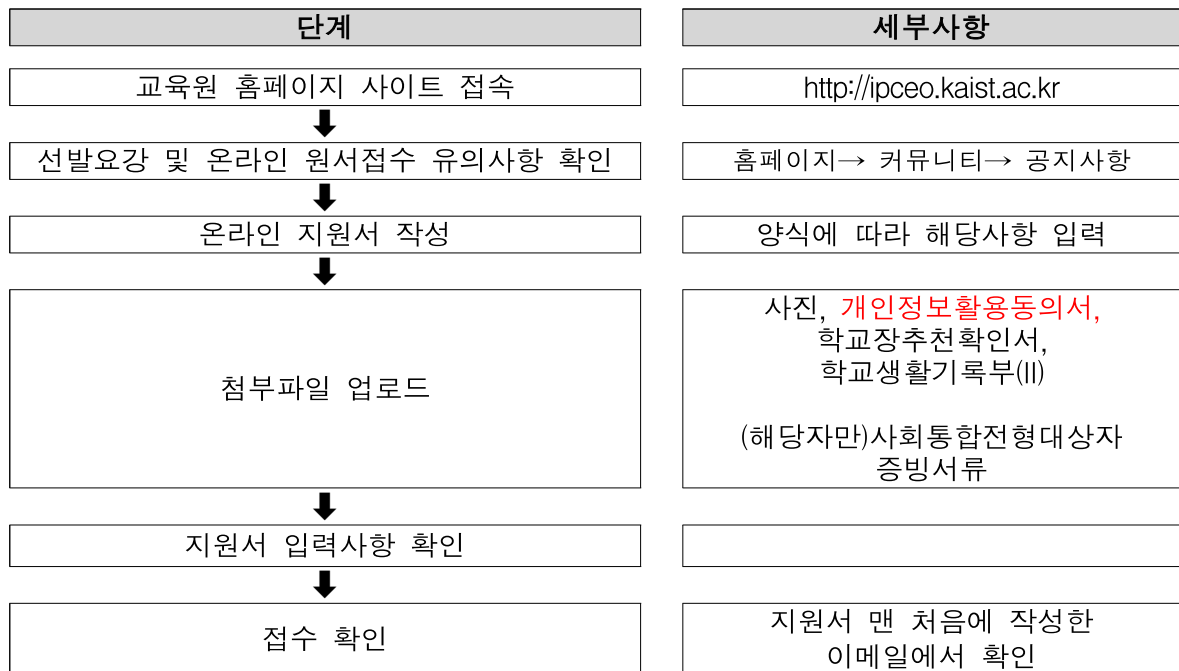 단계
세부사항
교육원 홈페이지 사이트 접속
http://ipceo.kaist.ac.kr
선발요강 및 온라인 원서접수 유의사항 확인
홈페이지→ 커뮤니티→ 공지사항
온라인 지원서 작성
양식에 따라 해당사항 입력
첨부파일 업로드
사진, 개인정보활용동의서,
학교장추천확인서,
학교생활기록부(II)
(해당자만)사회통합전형대상자
증빙서류
지원서 입력사항 확인
접수 확인
지원서 맨 처음에 작성한
이메일에서 확인